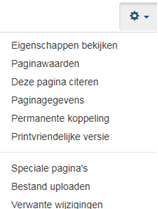 Eigenschappen bekijken
Paginawaarden
Deze pagina citeren
Paginagegevens
Permanente koppeling
Printvriendelijke versie
Speciale pagina's
Bestand uploaden
Verwante wijzigingen